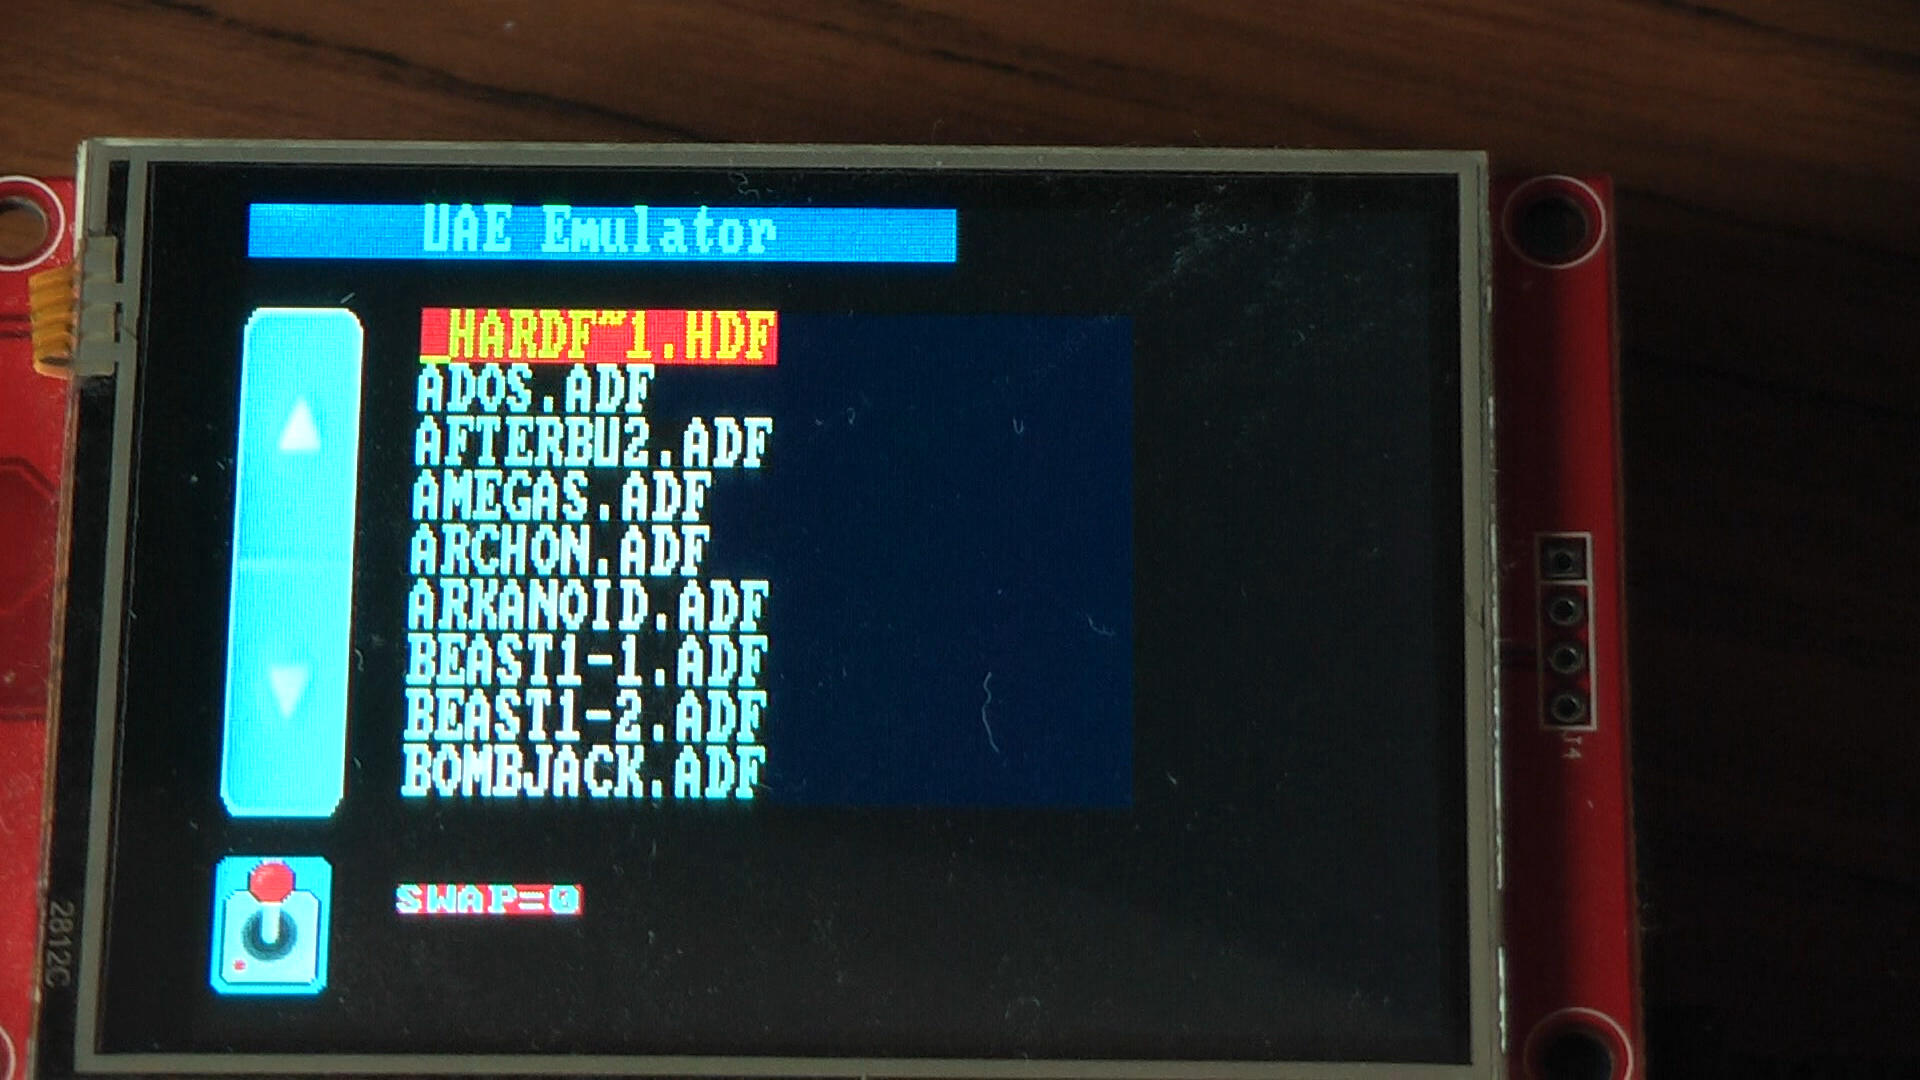 UAE Emulator
_HARDF~1.HDF
ADOS.ADF
AFTERBU2.ADF
AMEGAS.ADF
ARCHON.ADF
ARKANOID.ADF
BEAST1-1.ADF
BEAST1-2.ADF
BOMBJACK.ADF
SWAP=0
J4
2812C